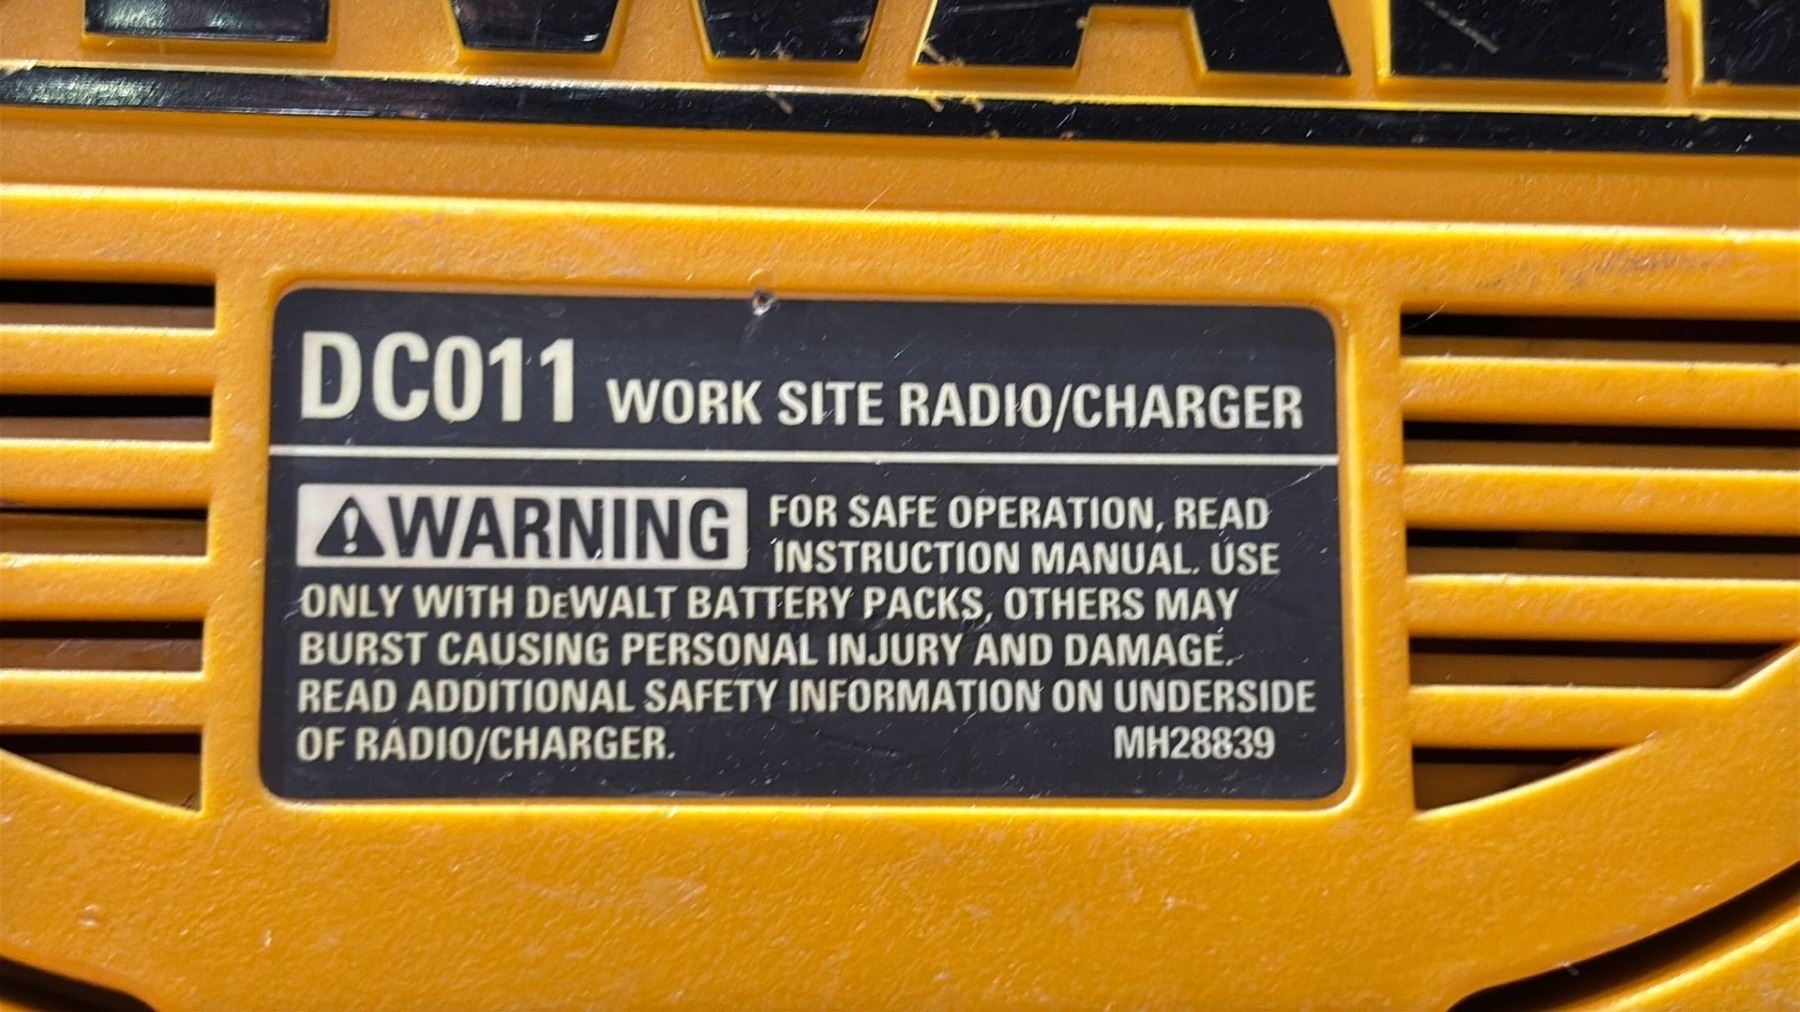 DC011 WORK SITE RADIO/CHARGER
WARNING FOR SAFE OPERATION, READ
INSTRUCTION MANUAL. USE
ONLY WITH DEWALT BATTERY PACKS, OTHERS MAY
BURST CAUSING PERSONAL INJURY AND DAMAGE.
READ ADDITIONAL SAFETY INFORMATION ON UNDERSIDE
OF RADIO/CHARGER. MH28839